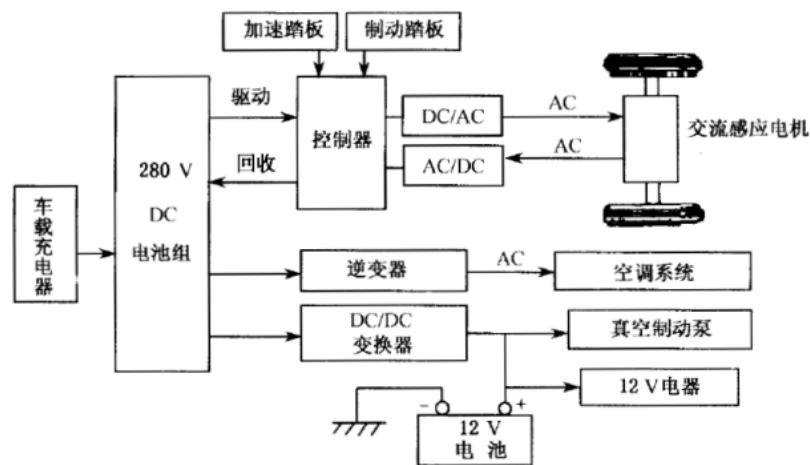 加速踏板
制动踏板
驱动
DC/AC
AC
控制器
交流感应电机
280 V
回收
AC/DC
AC
DC
电池组
车载充电器
逆变器
AC
空调系统
DC/DC
变换器
真空制动泵
12 V电器
- +
12 V
电 池